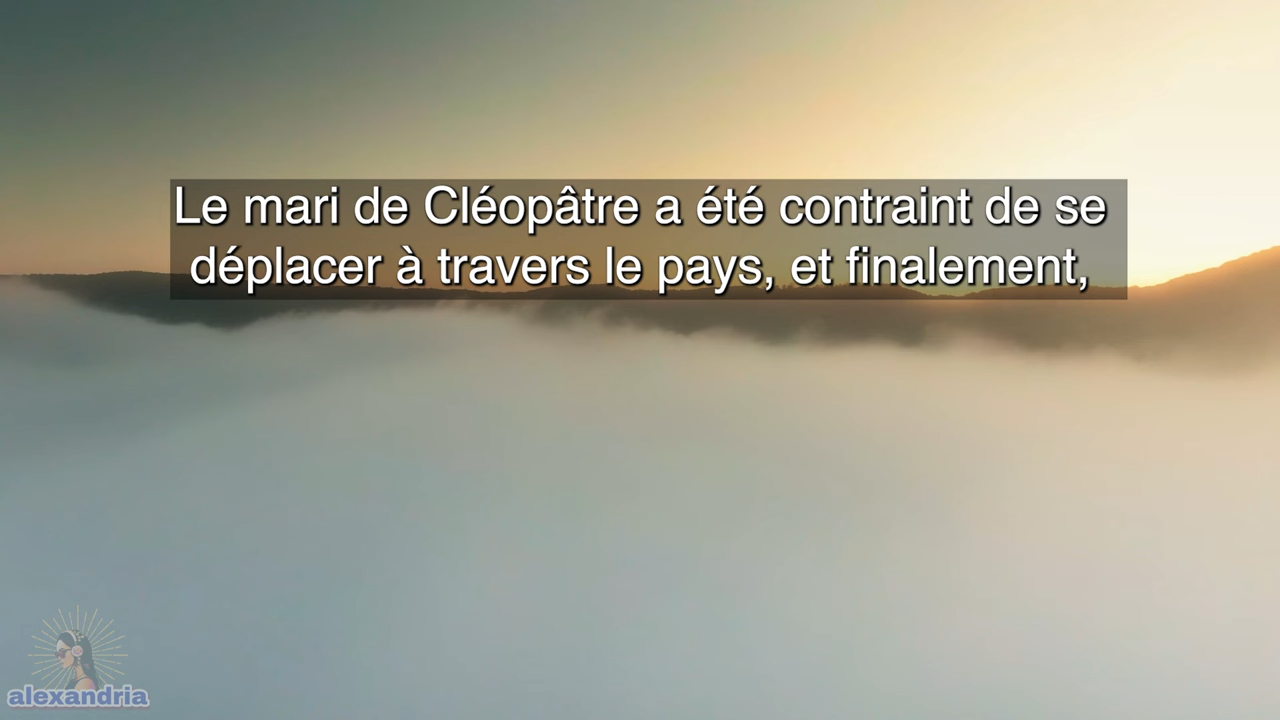 Le mari de Cléopâtre a été contraint de se
déplacer à travers le pays, et finalement,
alexandria